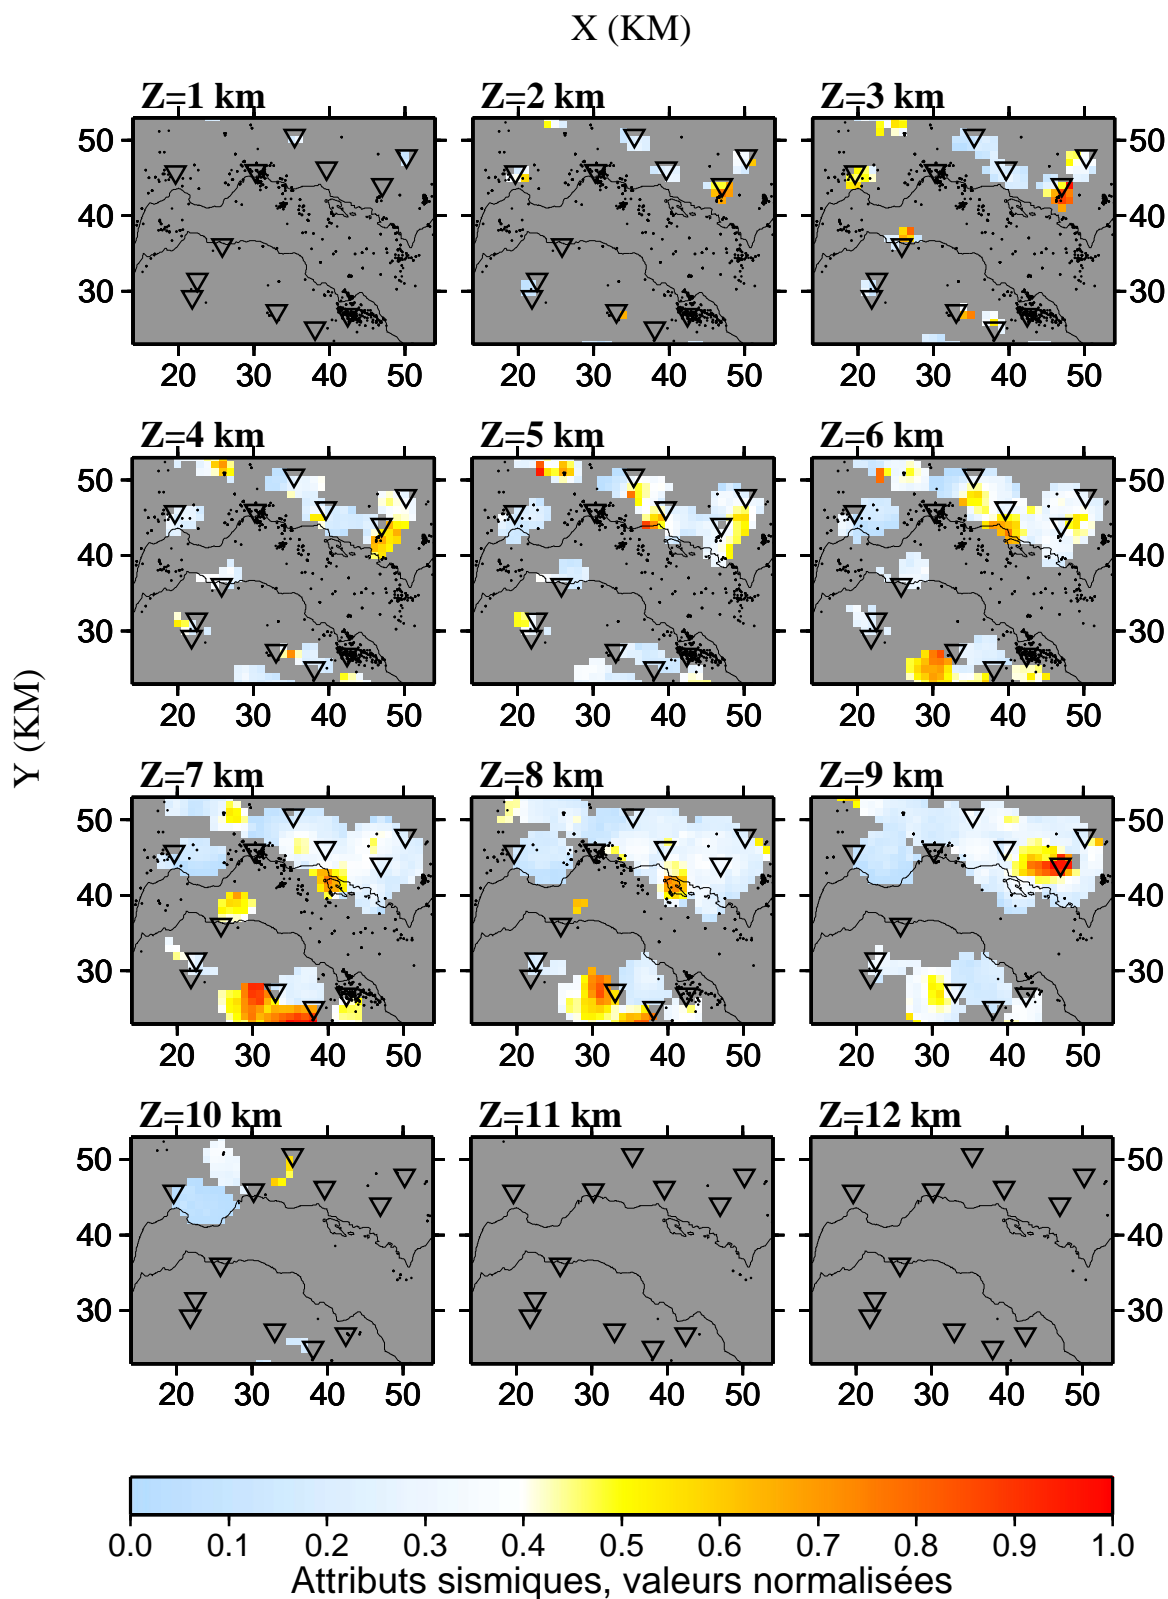 X (KM)
Z=1 km Z=2 km Z=3 km
50 50
40 40
30 30
20 30 40 50 20 30 40 50 20 30 40 50
Z=4 km Z=5 km Z=6 km
50 50
40 40
30 30
20 30 40 50 20 30 40 50 20 30 40 50
Y (KM)
Z=7 km Z=8 km Z=9 km
50 50
40 40
30 30
20 30 40 50 20 30 40 50 20 30 40 50
Z=10 km Z=11 km Z=12 km
50 50
40 40
30 30
20 30 40 50 20 30 40 50 20 30 40 50
0.0 0.1 0.2 0.3 0.4 0.5 0.6 0.7 0.8 0.9 1.0
Attributs sismiques, valeurs normalisées